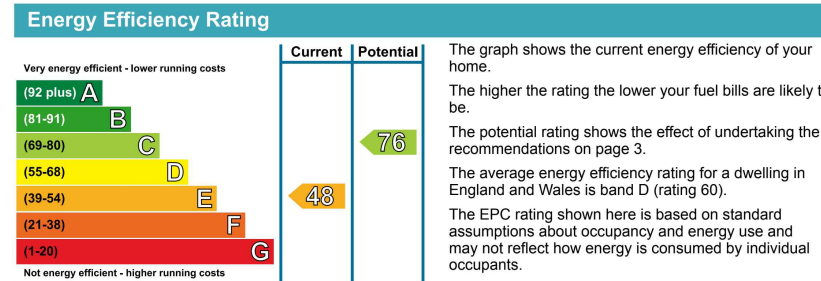 Energy Efficiency Rating
Current Potential
Very energy efficient - lower running costs
(92 plus) A
(81-91) B
(69-80) C
(55-68) D
(39-54) E
(21-38) F
(1-20) G
Not energy efficient - higher running costs
48
76
The graph shows the current energy efficiency of your
home.
The higher the rating the lower your fuel bills are likely t
be.
The potential rating shows the effect of undertaking the
recommendations on page 3.
The average energy efficiency rating for a dwelling in
England and Wales is band D (rating 60).
The EPC rating shown here is based on standard
assumptions about occupancy and energy use and
may not reflect how energy is consumed by individual
occupants.